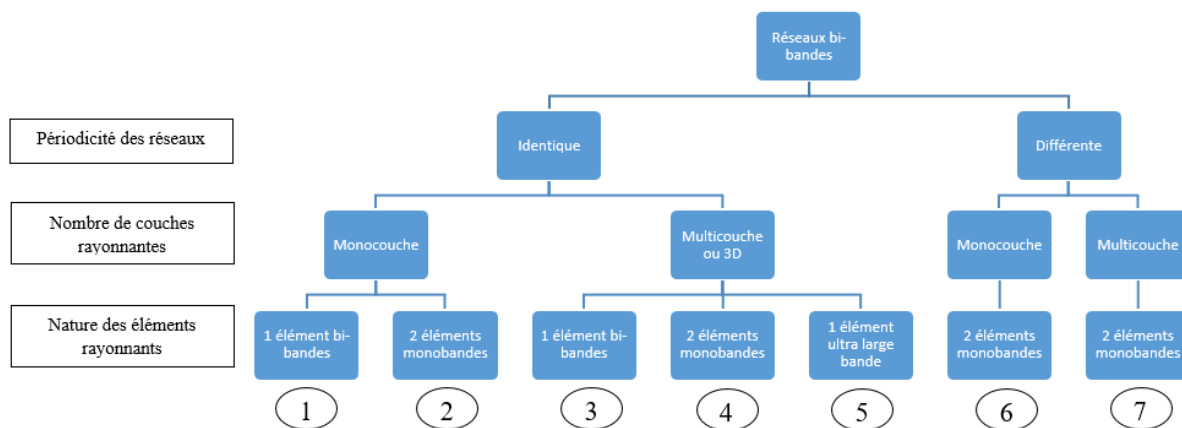 Réseaux bi-
bandes
Périodicité des réseaux
Identique
Différente
Nombre de couches
rayonnantes
Monocouche
Multicouche
ou 3D
Monocouche
Multicouche
Nature des éléments
rayonnants
1 élément bi-
bandes
2 éléments
monobandes
1 élément bi-
bandes
2 éléments
monobandes
1 élément
ultra large
bande
2 éléments
monobandes
2 éléments
monobandes
1
2
3
4
5
6
7